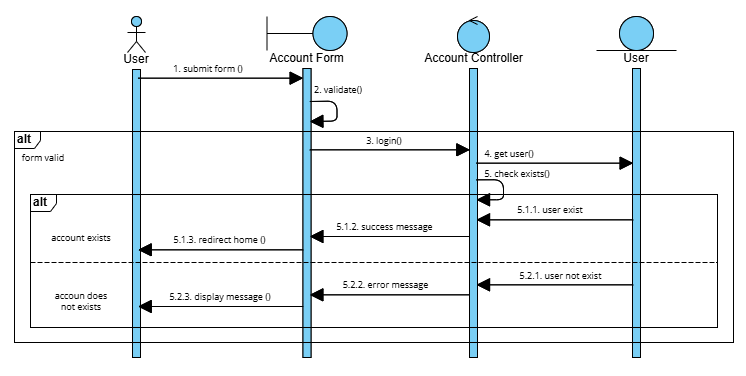 User
Account Form
Account Controller
User
1. submit form ()
2. validate()
alt
3. login()
form valid
4. get user()
5. check exists()
alt
5.1.1. user exist
5.1.2. success message
account exists
5.1.3. redirect home ()
5.2.1. user not exist
5.2.2. error message
accoun does
not exists
5.2.3. display message ()